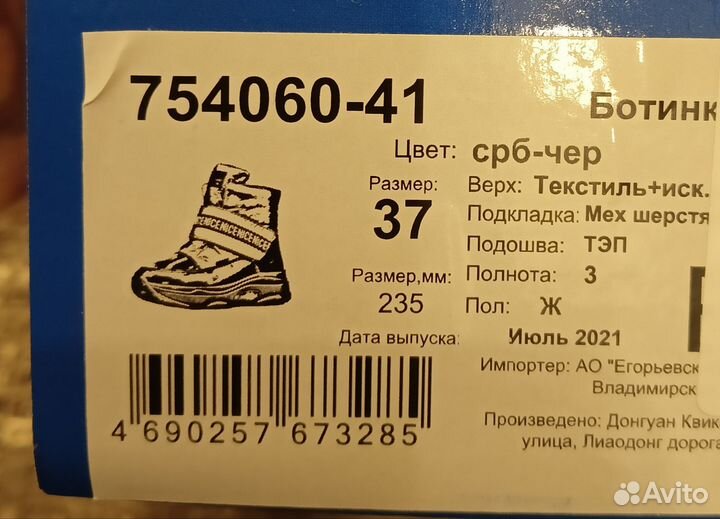 754060-41
Ботинк
Цвет: срб-чер
Размер: Верх: Текстиль+иск.
37 Подкладка: Мех шерстя
Подошва: ТЭП
Размер,мм: Полнота: 3
235 Пол: Ж
Дата выпуска: Июль 2021
Импортер: АО "Егорьевск
Владимирск
Произведено: Донгуан Квик
улица, Лиаодонг дорога
4 690257 673285
NICENICENICE
Avito